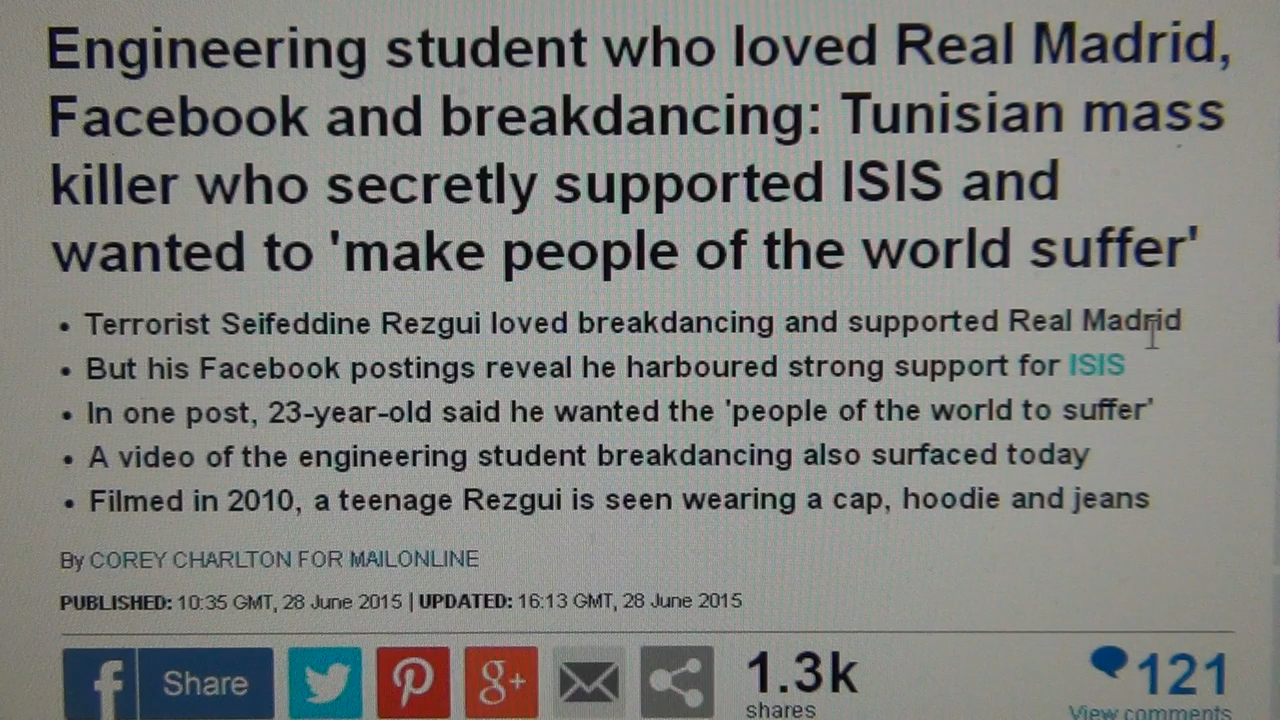 Engineering student who loved Real Madrid,
Facebook and breakdancing: Tunisian mass
killer who secretly supported ISIS and
wanted to 'make people of the world suffer'
• Terrorist Seifeddine Rezgui loved breakdancing and supported Real Madrid
• But his Facebook postings reveal he harboured strong support for ISIS
• In one post, 23-year-old said he wanted the 'people of the world to suffer'
• A video of the engineering student breakdancing also surfaced today
• Filmed in 2010, a teenage Rezgui is seen wearing a cap, hoodie and jeans
By COREY CHARLTON FOR MAILONLINE
PUBLISHED: 10:35 GMT, 28 June 2015 | UPDATED: 16:13 GMT, 28 June 2015
f Share g+ 1.3k 121
shares View comments